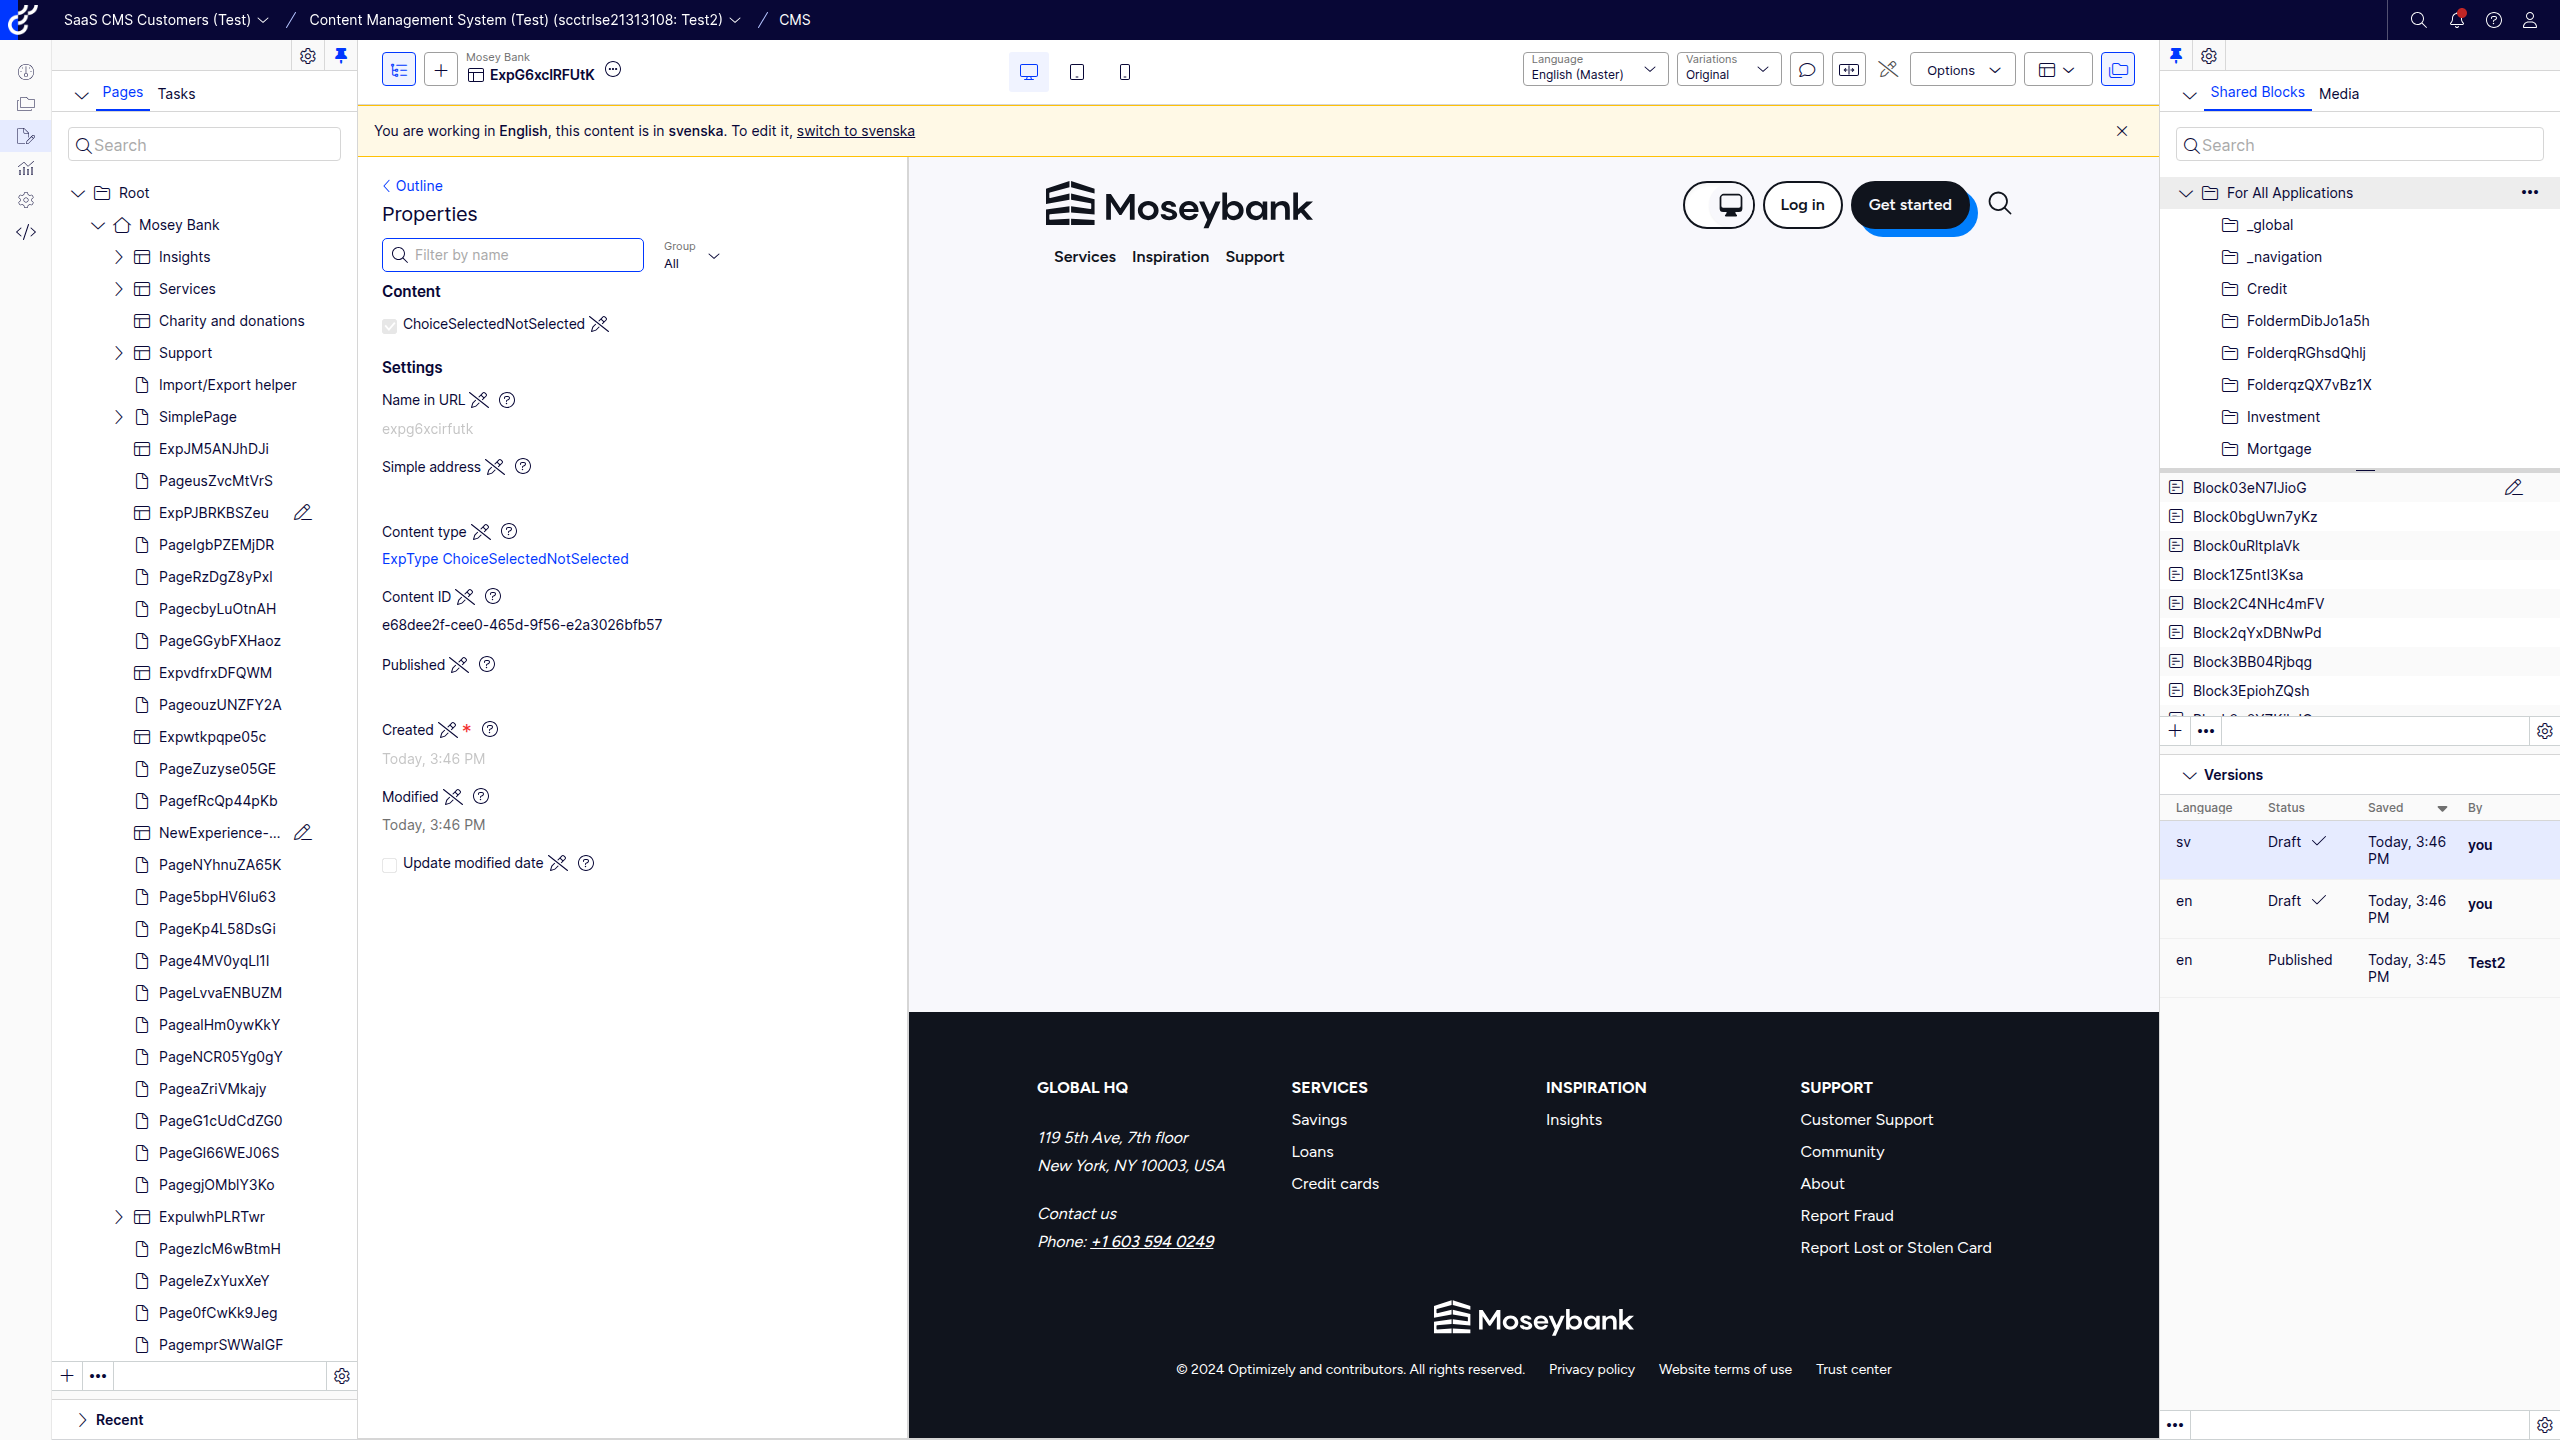 SaaS CMS Customers (Test) / Content Management System (Test) (scctrlse21313108: Test2) / CMS
Pages Tasks
Search
Root
Mosey Bank
Insights
Services
Charity and donations
Support
Import/Export helper
SimplePage
ExpJM5ANJhDJi
PageusZvcMtVrS
ExpPJBRKBSZeu
PageIgbPZEMjDR
PageRzDgZ8yPxl
PagecbyLuOtnAH
PageGGybFXHaoz
ExpvdfrxDFQWM
PageouzUNZFY2A
Expwtkpqpe05c
PageZuzyse05GE
PagefRcQp44pKb
NewExperience-...
PageNYhnuZA65K
Page5bpHV6Iu63
PageKp4L58DsGi
Page4MV0yqLl1I
PageLvvaENBUZM
PagealHm0ywKkY
PageNCR05Yg0gY
PageaZriVMkajy
PageG1cUdCdZG0
PageGl66WEJ06S
PagegjOMblY3Ko
ExpulwhPLRTwr
PagezIcM6wBtmH
PageleZxYuxXeY
Page0fCwKk9Jeg
PagemprSWWalGF
Recent
Mosey Bank
ExpG6xcIRFUtK
Language
English (Master)
Variations
Original
Options
You are working in English, this content is in svenska. To edit it, switch to svenska
Outline
Properties
Filter by name
Group
All
Content
ChoiceSelectedNotSelected
Settings
Name in URL
expg6xcirfutk
Simple address
Content type
ExpType ChoiceSelectedNotSelected
Content ID
e68dee2f-cee0-465d-9f56-e2a3026bfb57
Published
Created *
Today, 3:46 PM
Modified
Today, 3:46 PM
Update modified date
Moseybank
Log in
Get started
Services Inspiration Support
GLOBAL HQ
119 5th Ave, 7th floor
New York, NY 10003, USA
Contact us
Phone: +1 603 594 0249
SERVICES
Savings
Loans
Credit cards
INSPIRATION
Insights
SUPPORT
Customer Support
Community
About
Report Fraud
Report Lost or Stolen Card
Moseybank
© 2024 Optimizely and contributors. All rights reserved. Privacy policy Website terms of use Trust center
Shared Blocks Media
Search
For All Applications
_global
_navigation
Credit
FoldermDibJo1a5h
FolderqRGhsdQhlj
FolderqzQX7vBz1X
Investment
Mortgage
Block03eN7lJioG
Block0bgUwn7yKz
Block0uRltplaVk
Block1Z5ntI3Ksa
Block2C4NHc4mFV
Block2qYxDBNwPd
Block3BB04Rjbqg
Block3EpiohZQsh
Versions
Language Status Saved By
sv Draft Today, 3:46 PM you
en Draft Today, 3:46 PM you
en Published Today, 3:45 PM Test2